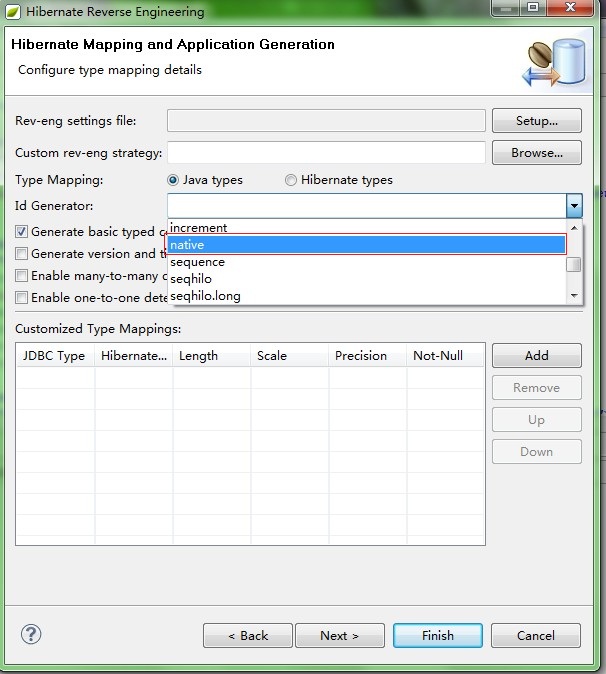 Hibernate Reverse Engineering
Hibernate Mapping and Application Generation
Configure type mapping details
Rev-eng settings file:
Setup...
Custom rev-eng strategy:
Browse...
Type Mapping:
Java types
Hibernate types
Id Generator:
increment
native
sequence
seqhilo
seqhilo.long
Generate basic typed c
Generate version and t
Enable many-to-many d
Enable one-to-one dete
Customized Type Mappings:
JDBC Type Hibernate... Length Scale Precision Not-Null
Add
Remove
Up
Down
?
< Back Next > Finish Cancel